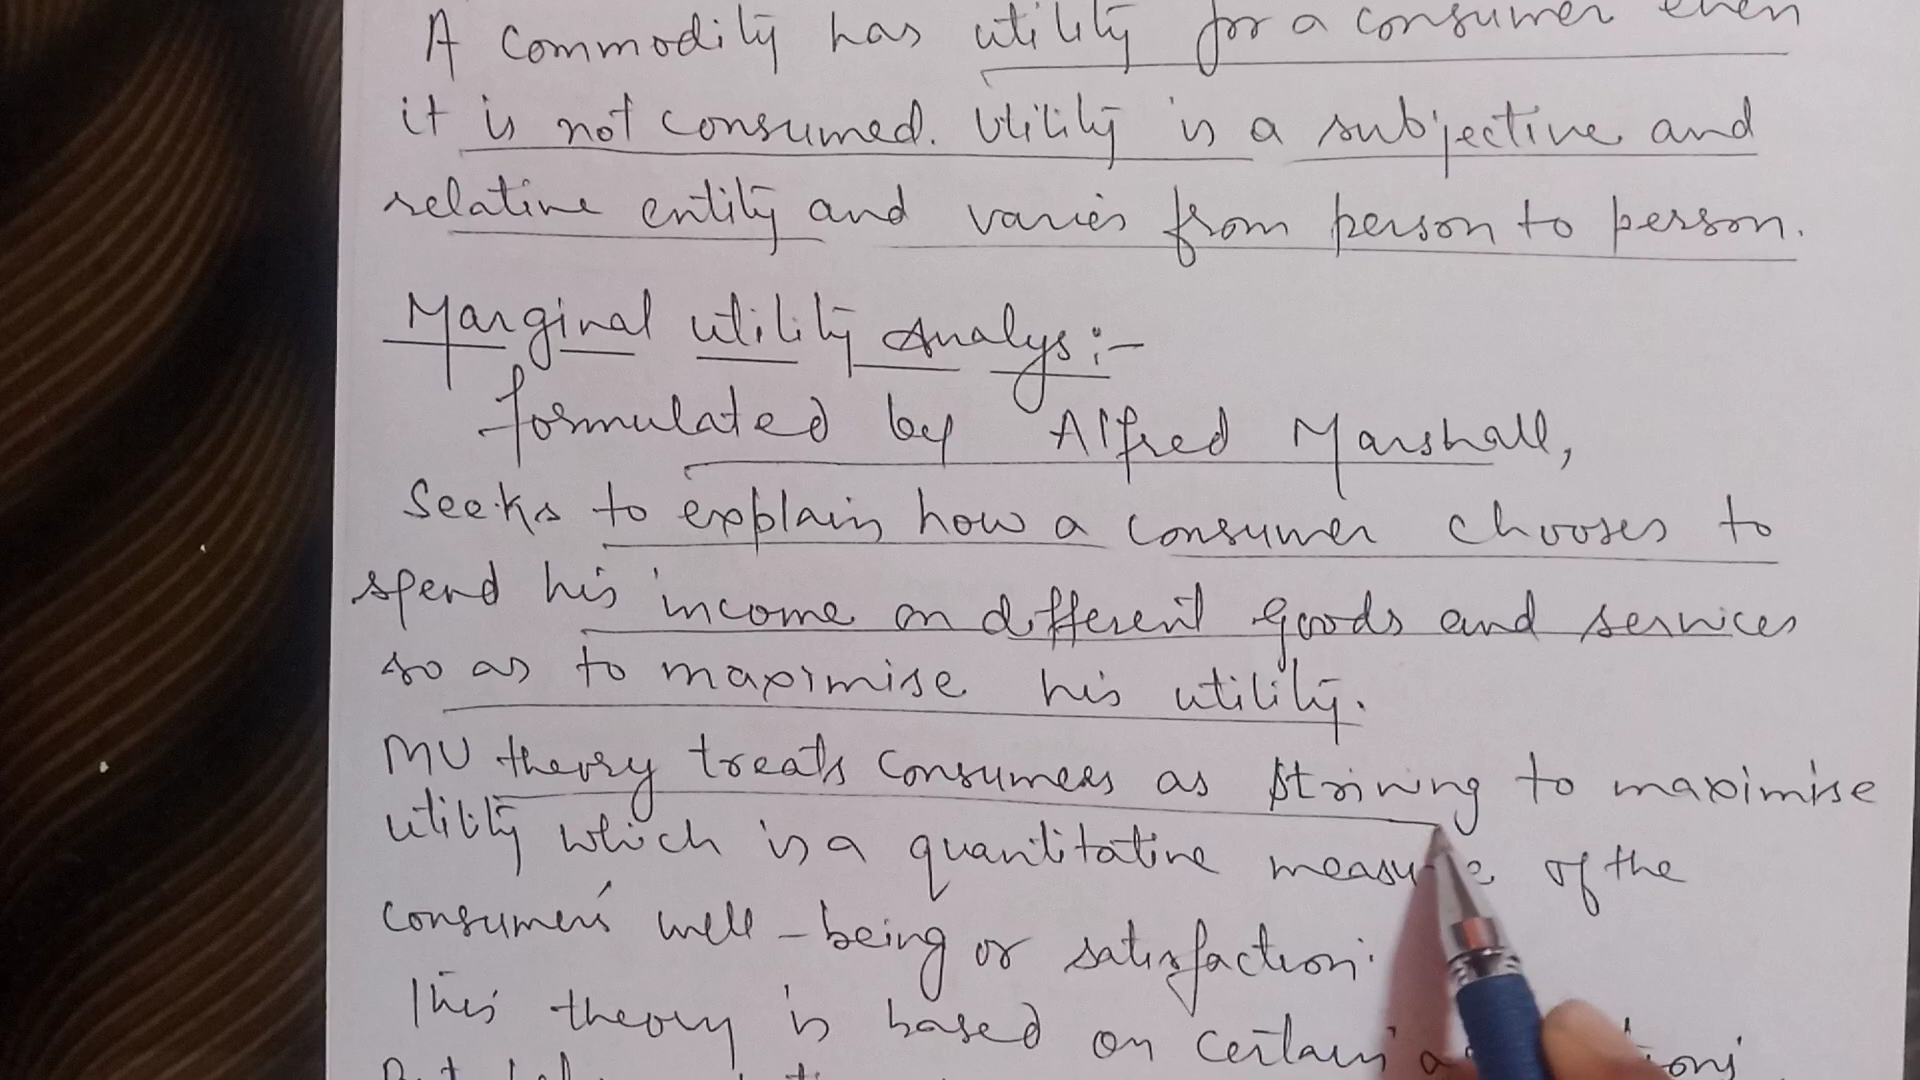 A commodity has utility for a consumer even
it is not consumed. Utility is a subjective and
relative entity and varies from person to person.
Marginal utility Analys:-
formulated by Alfred Marshall,
Seeks to explain how a consumer chooses to
spend his income on different goods and services
so as to maximise his utility.
MU theory treats consumers as striving to maximise
utility which is a quantitative measure of the
consumer's well-being or satisfaction.
This theory is based on certain